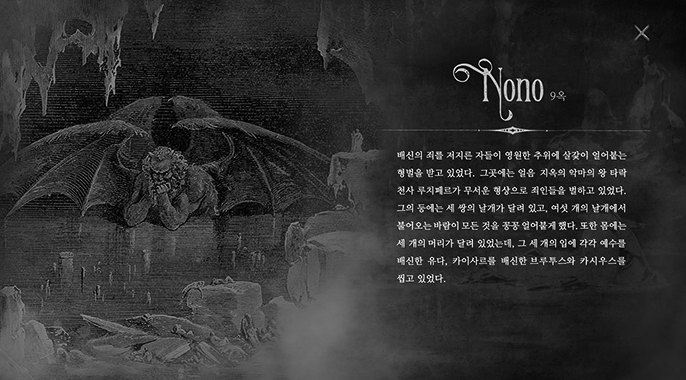 Nono 9옥
배신의 죄를 저지른 자들이 영원한 추위에 살갗이 얼어붙는
형벌을 받고 있었다. 그곳에는 얼음 지옥의 악마의 왕 타락
천사 루치페르가 무서운 형상으로 죄인들을 벌하고 있었다.
그의 등에는 세 쌍의 날개가 달려 있고, 여섯 개의 날개에서
불어오는 바람이 모든 것을 꽁꽁 얼어붙게 했다. 또한 몸에는
세 개의 머리가 달려 있었는데, 그 세 개의 입에 각각 예수를
배신한 유다, 카이사르를 배신한 브루투스와 카시우스를
씹고 있었다.